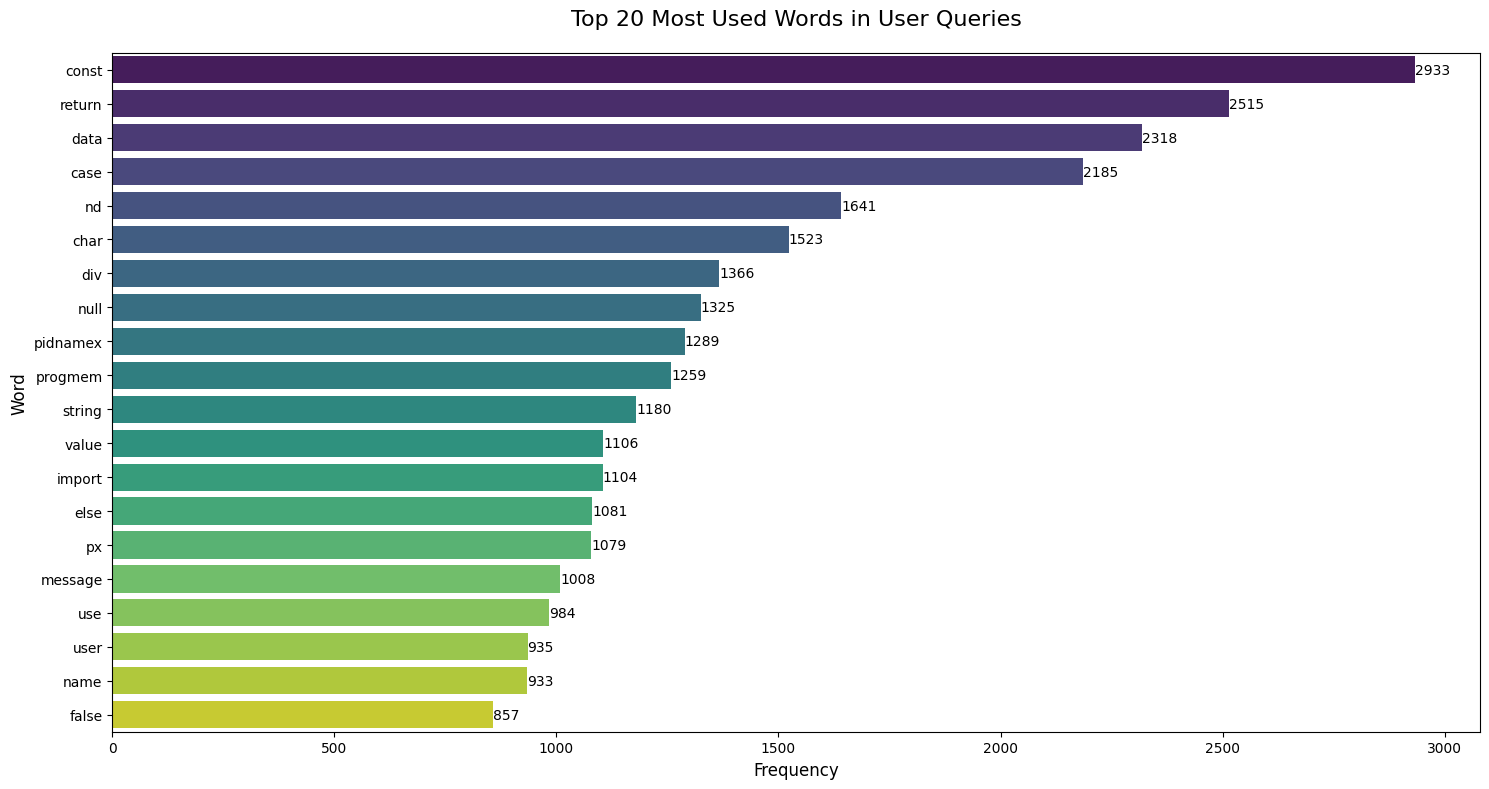 Top 20 Most Used Words in User Queries
const 2933
return 2515
data 2318
case 2185
nd 1641
char 1523
div 1366
null 1325
pidnamex 1289
progmem 1259
string 1180
value 1106
import 1104
else 1081
px 1079
message 1008
use 984
user 935
name 933
false 857
Word
0 500 1000 1500 2000 2500 3000
Frequency